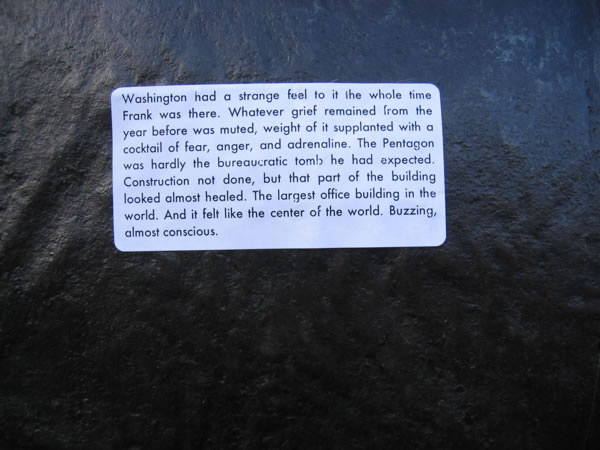 Washington had a strange feel to it the whole time
Frank was there. Whatever grief remained from the
year before was muted, weight of it supplanted with a
cocktail of fear, anger, and adrenaline. The Pentagon
was hardly the bureaucratic tomb he had expected.
Construction not done, but that part of the building
looked almost healed. The largest office building in the
world. And it felt like the center of the world. Buzzing,
almost conscious.